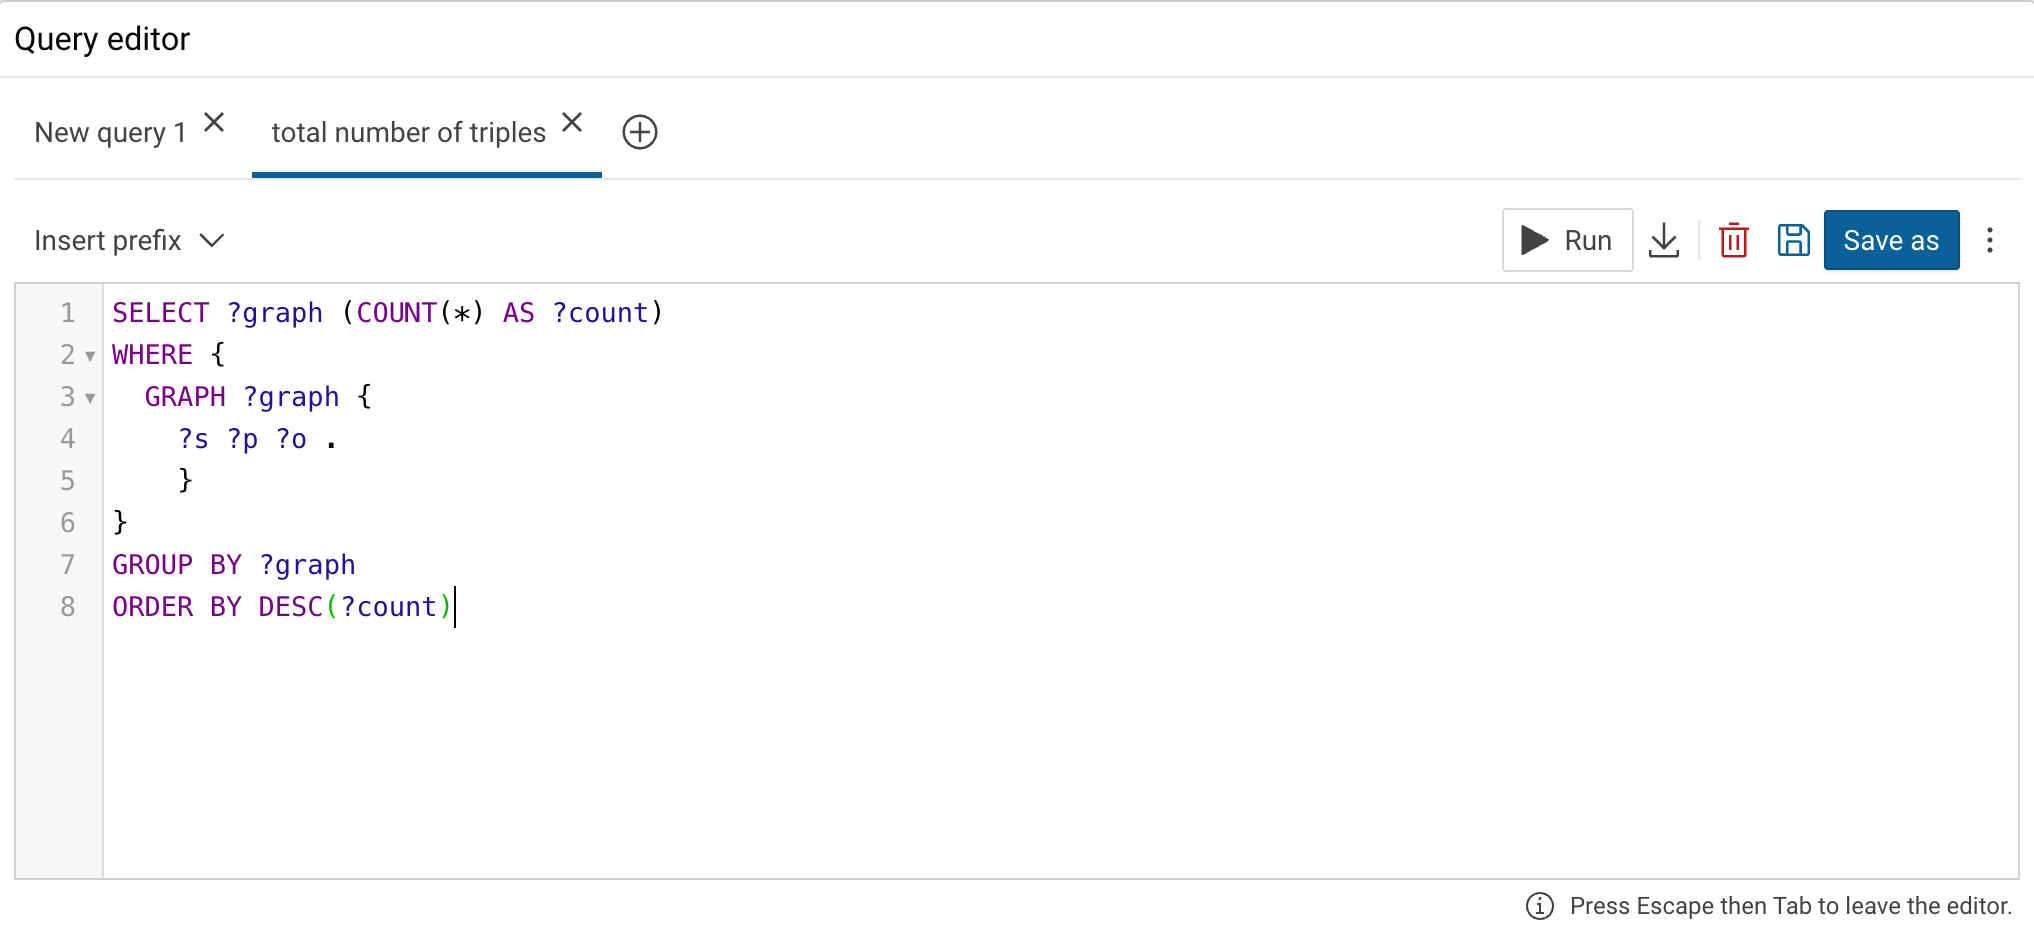 Query editor
New query 1
total number of triples
Insert prefix
Run
Save as
1 SELECT ?graph (COUNT(*) AS ?count)
2 WHERE {
3   GRAPH ?graph {
4     ?s ?p ?o .
5     }
6 }
7 GROUP BY ?graph
8 ORDER BY DESC(?count)
Press Escape then Tab to leave the editor.